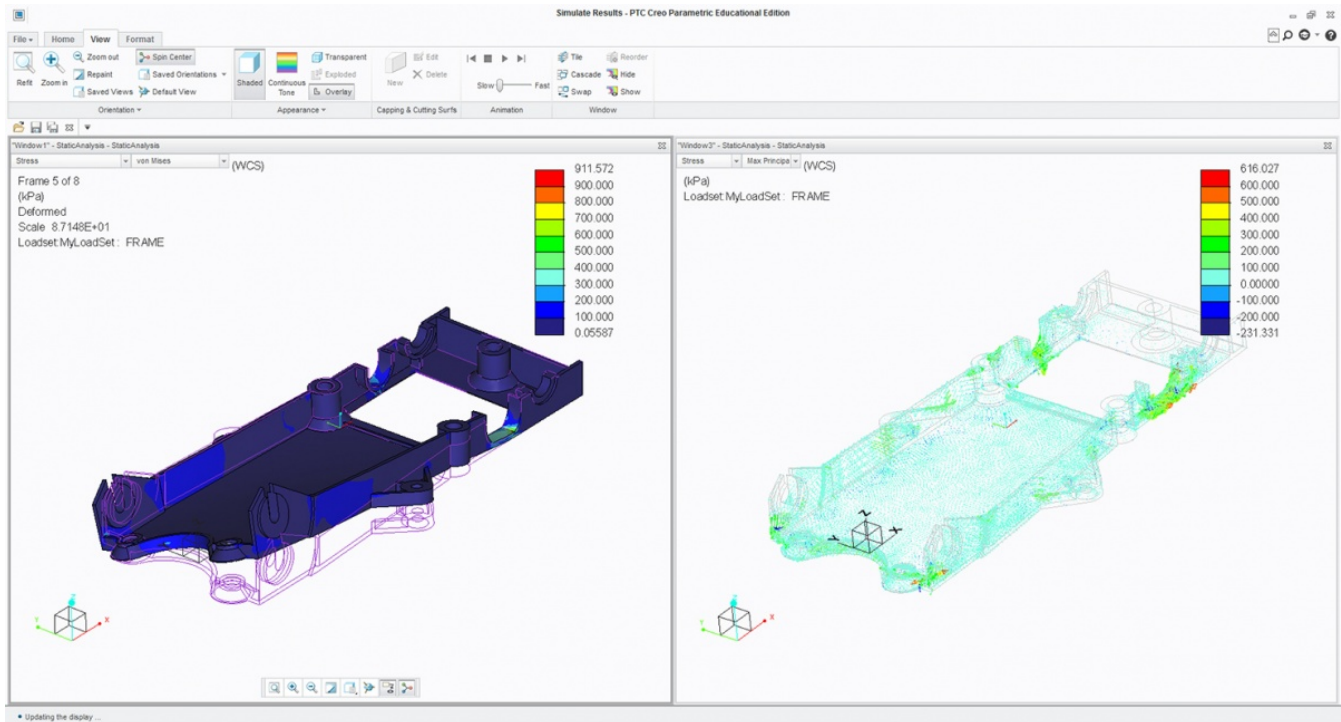 Simulate Results - PTC Creo Parametric Educational Edition
File Home View Format
Refit
Zoom in
Zoom out
Repaint
Saved Views
Spin Center
Saved Orientations
Default View
Orientation
Shaded
Continuous Tone
Transparent
Exploded
Overlay
Appearance
New
Edit
Delete
Capping & Cutting Surfs
Slow Fast
Animation
Tile
Cascade
Swap
Reorder
Hide
Show
Window
"Window1" - StaticAnalysis - StaticAnalysis
Stress von Mises (WCS)
Frame 5 of 8
(kPa)
Deformed
Scale 8.7148E+01
Loadset:MyLoadSet : FRAME
911.572
900.000
800.000
700.000
600.000
500.000
400.000
300.000
200.000
100.000
0.05587
Z
Y X
"Window3" - StaticAnalysis - StaticAnalysis
Stress Max Principa (WCS)
(kPa)
Loadset:MyLoadSet : FRAME
616.027
600.000
500.000
400.000
300.000
200.000
100.000
0.00000
-100.000
-200.000
-231.331
Z
Y X
Z
Y X
Updating the display ...